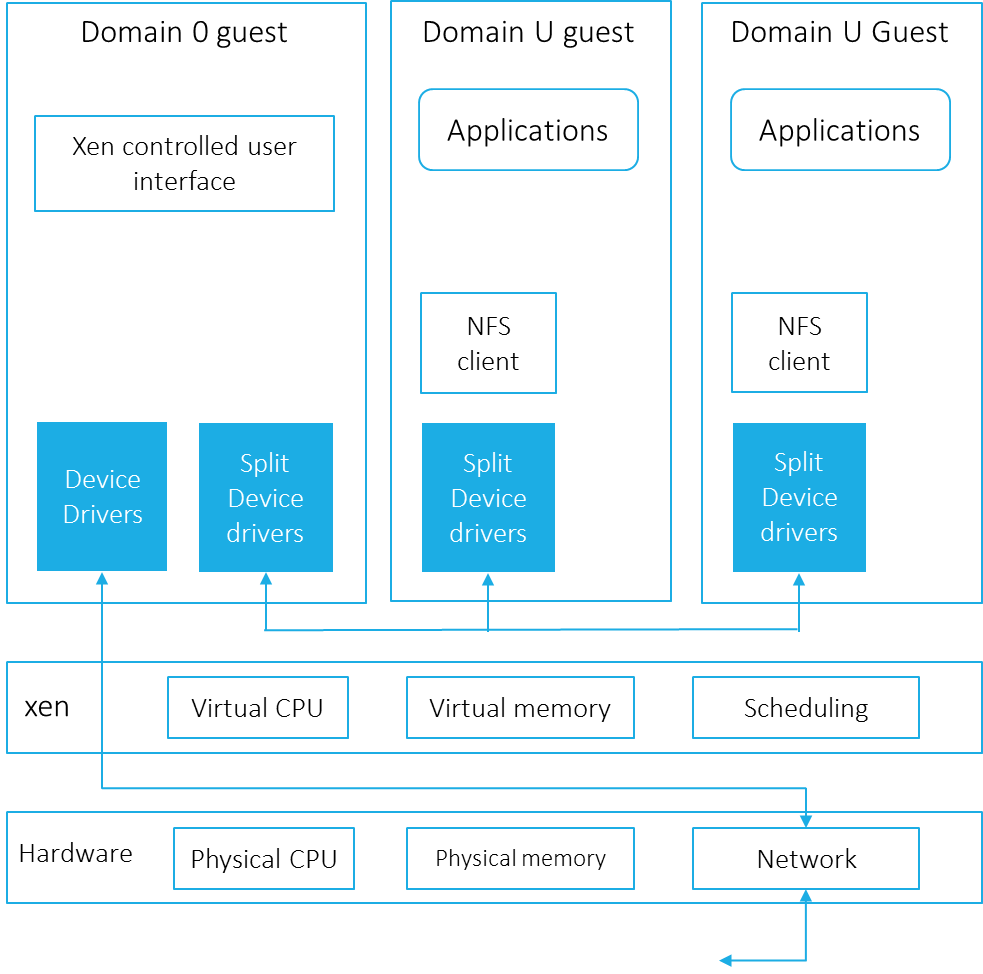 Domain 0 guest
Xen controlled user
interface
Device
Drivers
Split
Device
drivers
Domain U guest
Applications
NFS
client
Split
Device
drivers
Domain U Guest
Applications
NFS
client
Split
Device
drivers
xen
Virtual CPU
Virtual memory
Scheduling
Hardware
Physical CPU
Physical memory
Network